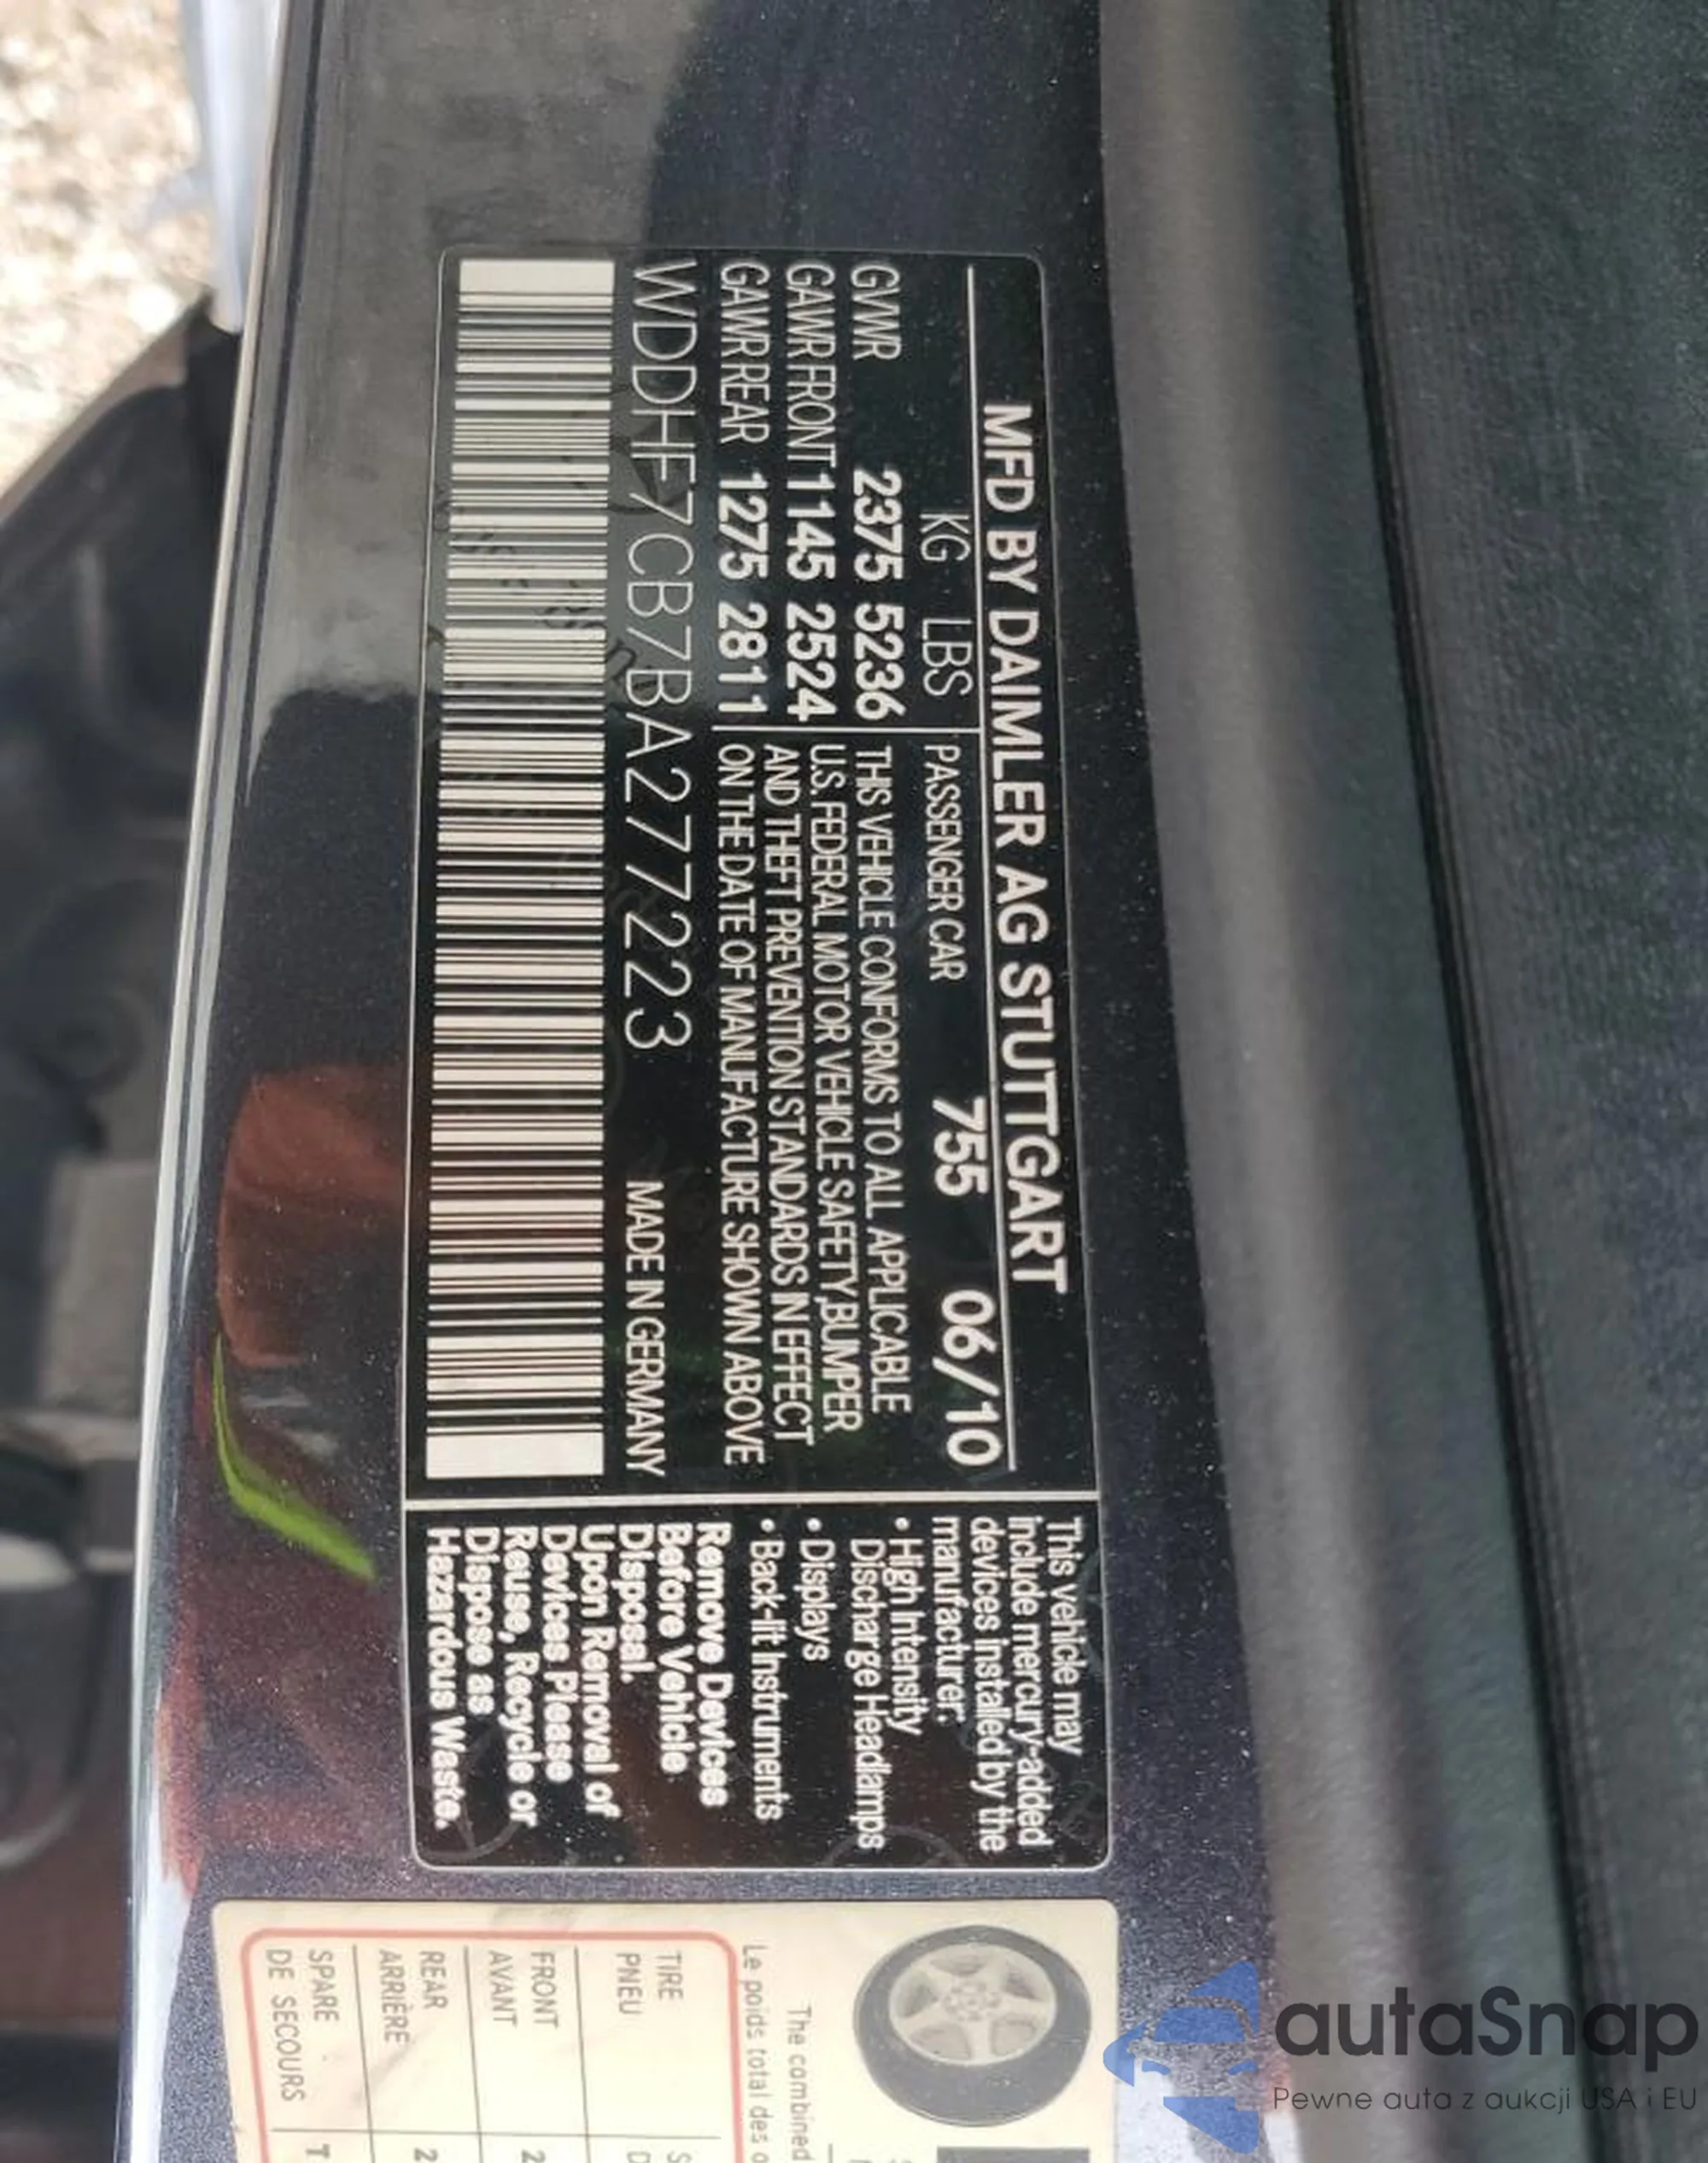 MFD BY DAIMLER AG STUTTGART
KG LBS
GVWR 2375 5236
GAWR FRONT 1145 2524
GAWR REAR 1275 2811
PASSENGER CAR 755 06/10
THIS VEHICLE CONFORMS TO ALL APPLICABLE
U.S. FEDERAL MOTOR VEHICLE SAFETY,BUMPER
AND THEFT PREVENTION STANDARDS IN EFFECT
ON THE DATE OF MANUFACTURE SHOWN ABOVE
WDDHF7CB7BA277223 MADE IN GERMANY
This vehicle may
include mercury-added
devices installed by the
manufacturer:
• High Intensity
Discharge Headlamps
• Displays
• Back-lit Instruments
Remove Devices
Before Vehicle
Disposal.
Upon Removal of
Devices Please
Reuse, Recycle or
Dispose as
Hazardous Waste.
The combined
Le poids total des o
TIRE
PNEU
FRONT 2
AVANT
REAR 2
ARRIÈRE
SPARE T
DE SECOURS
autaSnap
Pewne auta z aukcji USA i EU